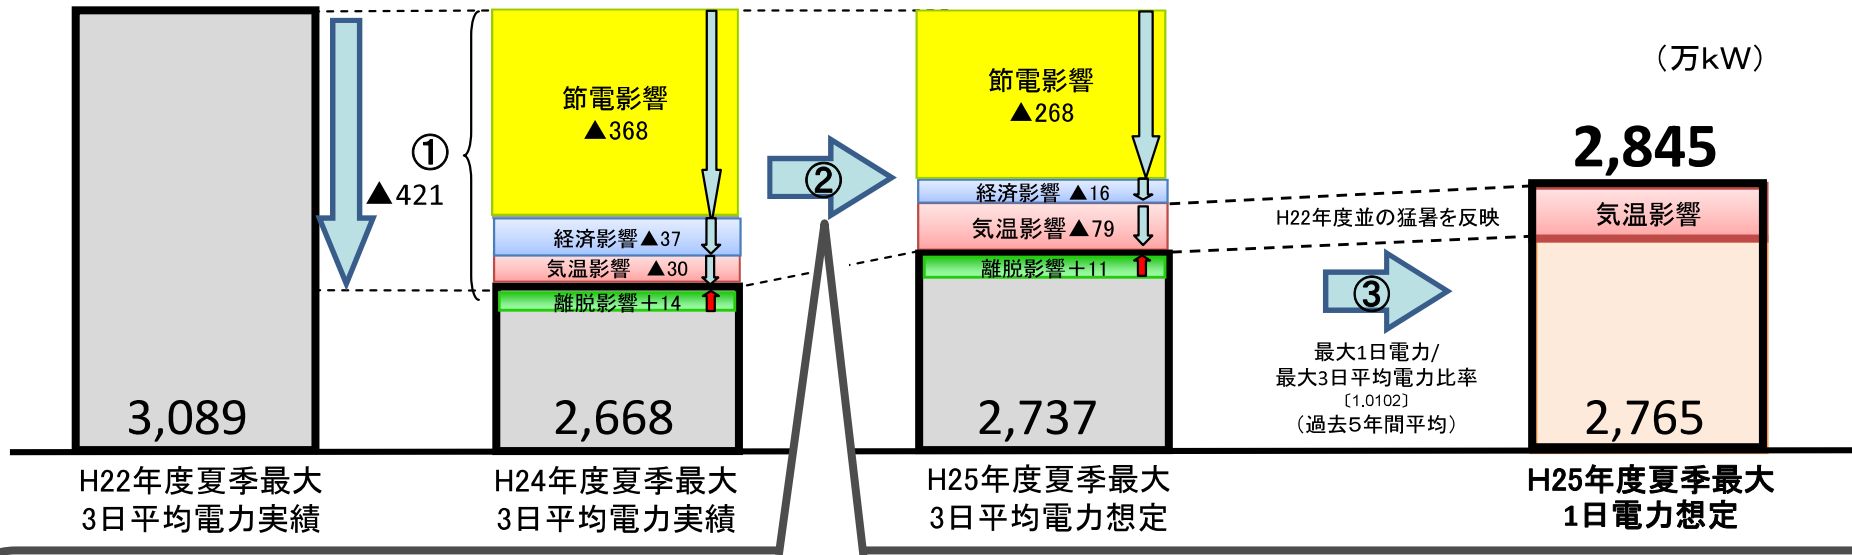 （万kW）
①
▲421
節電影響
▲368
経済影響▲37
気温影響 ▲30
離脱影響＋14
②
節電影響
▲268
経済影響▲16
気温影響▲79
離脱影響＋11
H22年度並の猛暑を反映
③
最大1日電力/
最大3日平均電力比率
〔1.0102〕
（過去5年間平均）
2,845
気温影響
3,089
2,668
2,737
2,765
H22年度夏季最大
3日平均電力実績
H24年度夏季最大
3日平均電力実績
H25年度夏季最大
3日平均電力想定
H25年度夏季最大
1日電力想定